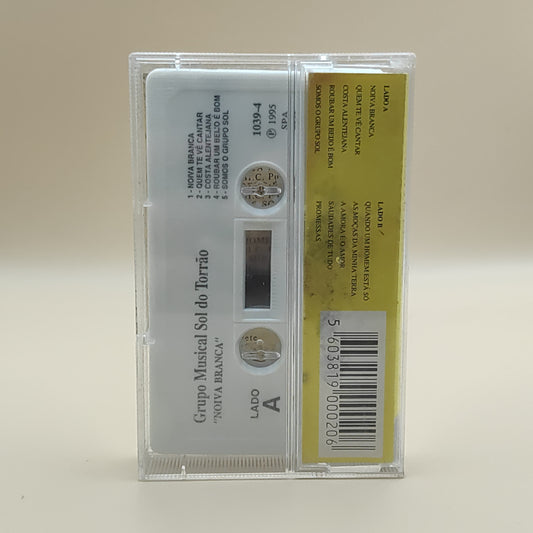 1 - NOIVA BRANCA
2 - QUEM TE VÊ CANTAR
3 - COSTA ALENTEJANA
4 - ROUBAR UM BEIJO É BOM
5 - SOMOS O GRUPO SOL
1039-4
Ⓟ 1995
SPA
Grupo Musical Sol do Torrão
"NOIVA BRANCA"
LADO
A
LADO A
NOIVA BRANCA
QUEM TE VÊ CANTAR
COSTA ALENTEJANA
ROUBAR UM BEIJO É BOM
SOMOS O GRUPO SOL
LADO B
QUANDO UM HOMEM ESTÁ SÓ
AS MOÇAS DA MINHA TERRA
A AMORA E O AMOR
SAUDADES DE TUDO
PROMESSAS
5 603819 000206